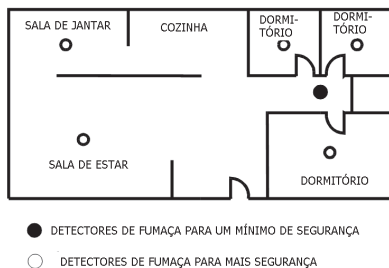 SALA DE JANTAR
COZINHA
DORMI-
TÓRIO
DORMI-
TÓRIO
SALA DE ESTAR
DORMITÓRIO
DETECTORES DE FUMAÇA PARA UM MÍNIMO DE SEGURANÇA
DETECTORES DE FUMAÇA PARA MAIS SEGURANÇA